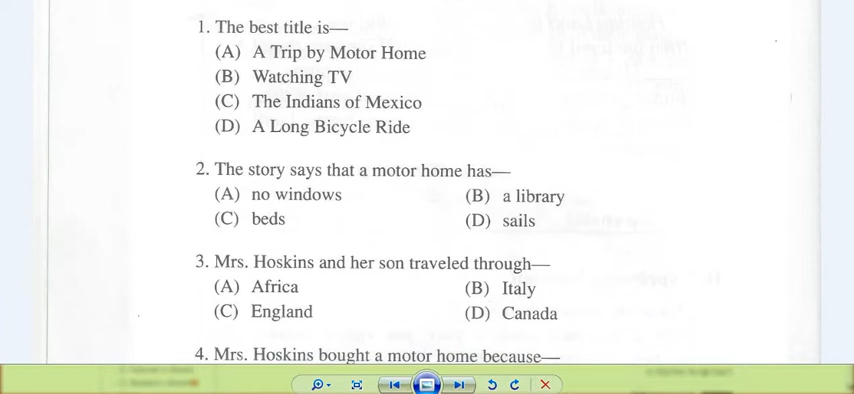 1. The best title is—
(A) A Trip by Motor Home
(B) Watching TV
(C) The Indians of Mexico
(D) A Long Bicycle Ride
2. The story says that a motor home has—
(A) no windows (B) a library
(C) beds (D) sails
3. Mrs. Hoskins and her son traveled through—
(A) Africa (B) Italy
(C) England (D) Canada
4. Mrs. Hoskins bought a motor home because—